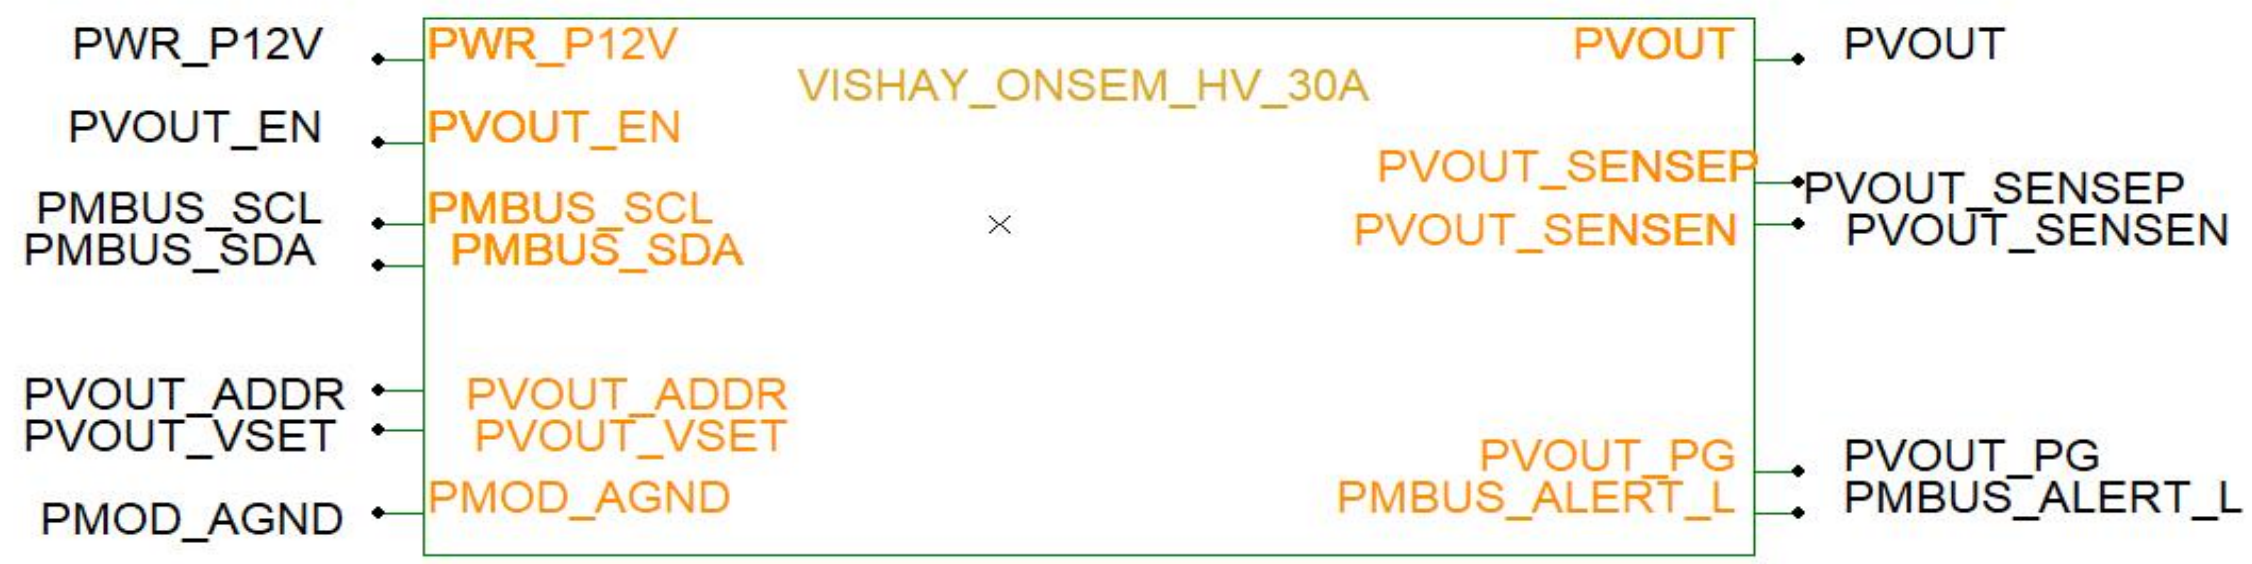 PWR_P12V PWR_P12V PVOUT PVOUT
VISHAY_ONSEM_HV_30A
PVOUT_EN PVOUT_EN
PVOUT_SENSEP PVOUT_SENSEP
PMBUS_SCL PMBUS_SCL
PVOUT_SENSEN PVOUT_SENSEN
PMBUS_SDA PMBUS_SDA
PVOUT_ADDR PVOUT_ADDR
PVOUT_VSET PVOUT_VSET
PVOUT_PG PVOUT_PG
PMOD_AGND PMOD_AGND PMBUS_ALERT_L PMBUS_ALERT_L